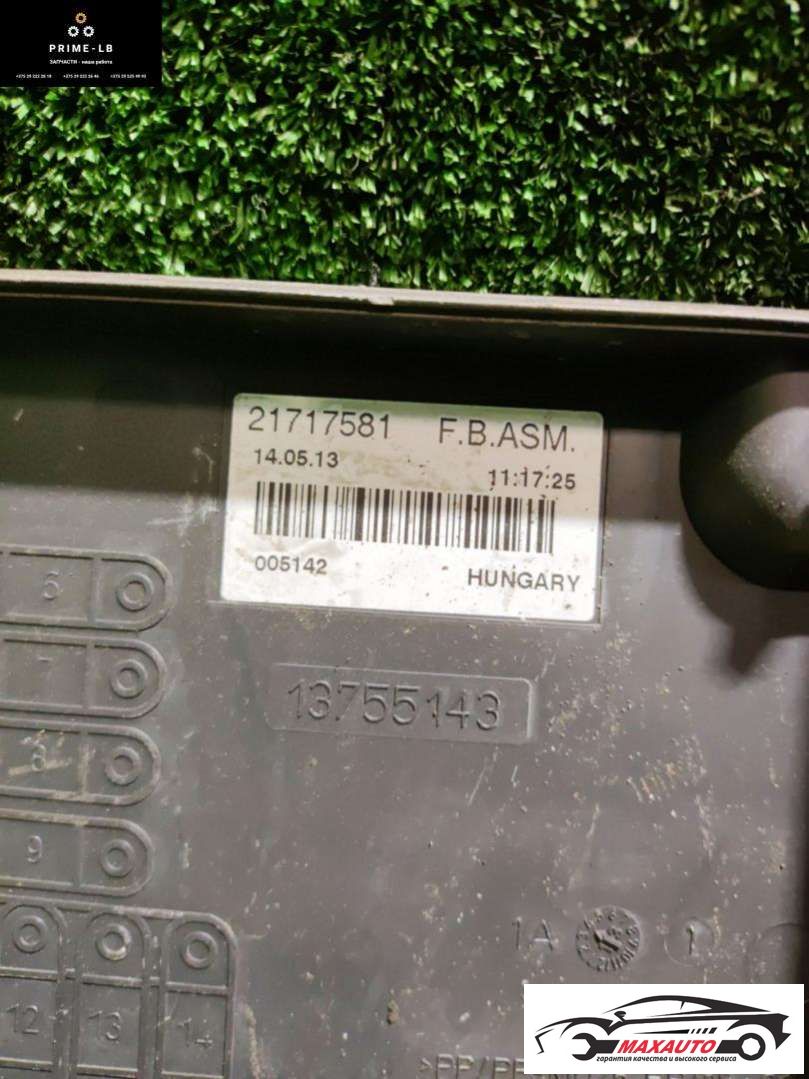 PRIME-LB
ЗАПЧАСТИ - наша работа
21717581 F.B.ASM.
14.05.13 11:17:25
005142 HUNGARY
13755143
6
7
8
9
1A 1
12 13 14
MAXAUTO
гарантия качества и высокого сервиса